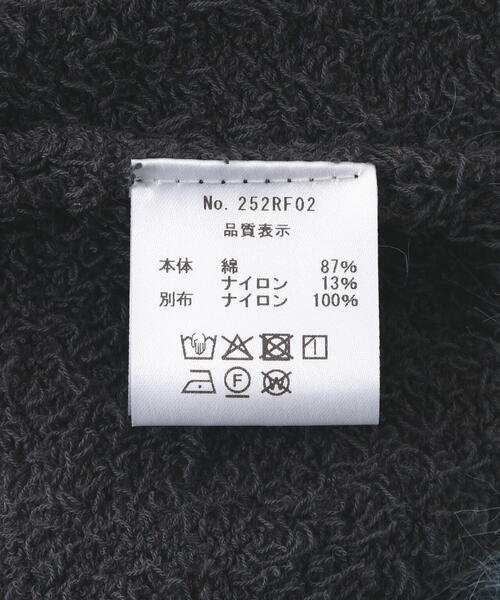 No. 252RF02
品質表示
本体 綿 87%
ナイロン 13%
別布 ナイロン 100%
F W